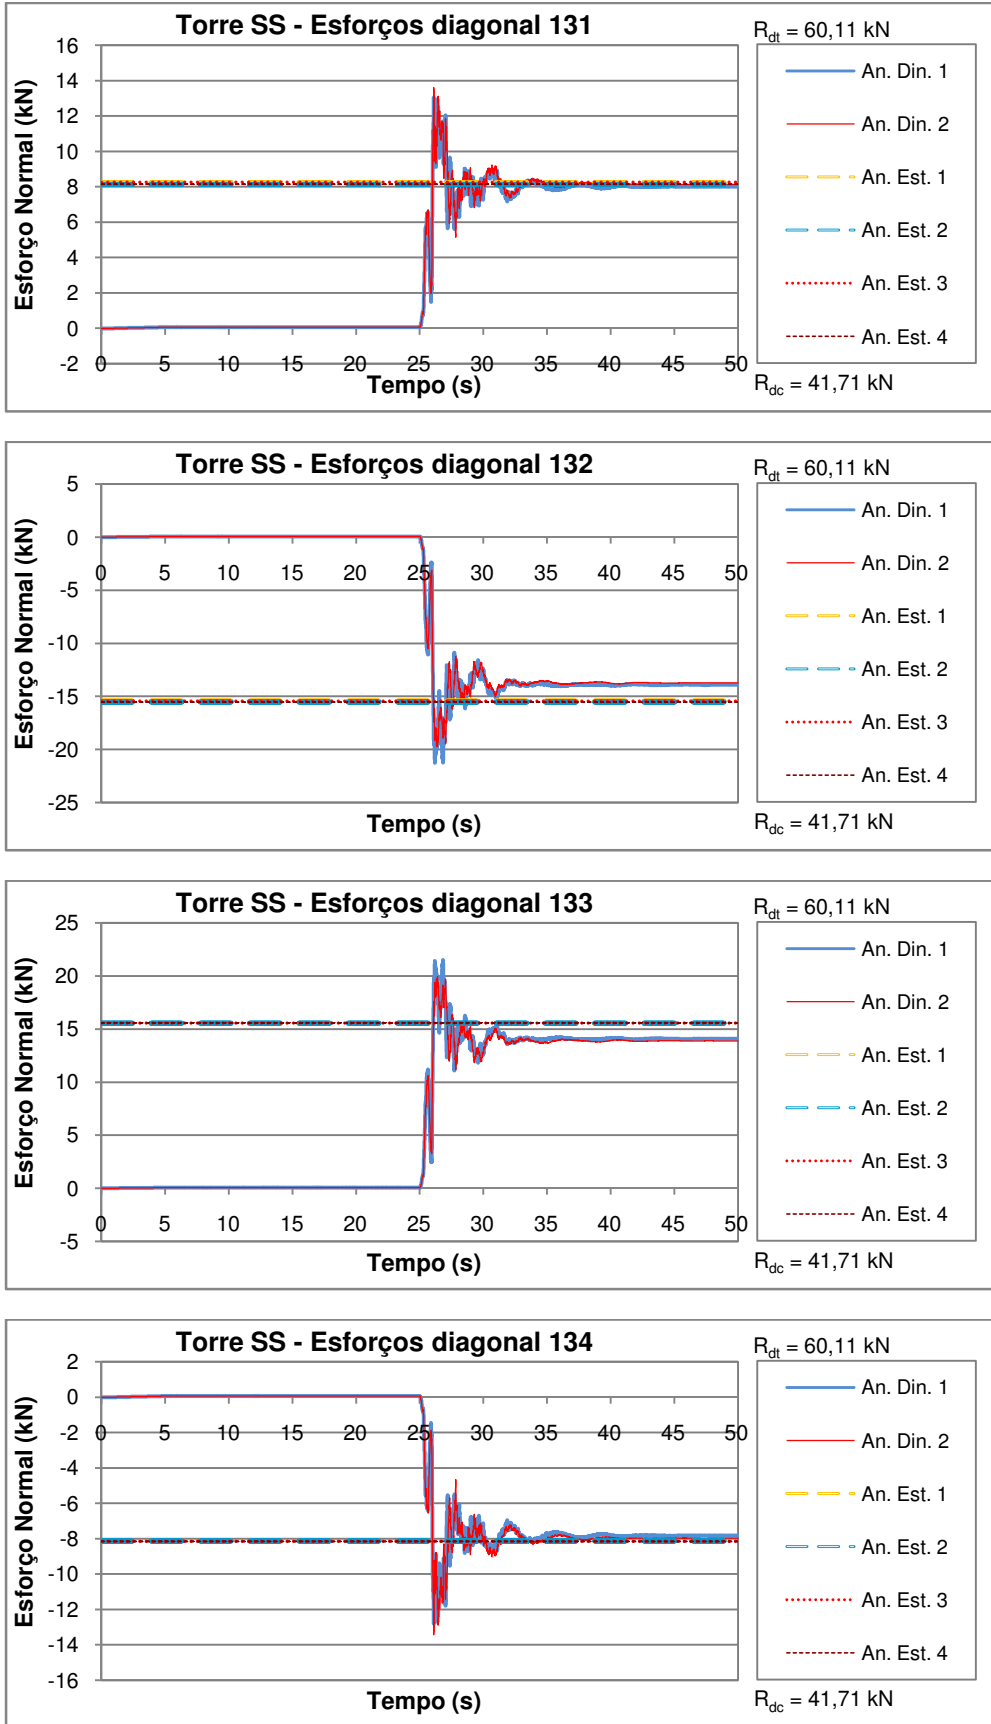 Torre SS - Esforços diagonal 131
R_dt = 60,11 kN
Esforço Normal (kN)
16
14
12
10
8
6
4
2
0
-2
0 5 10 15 20 25 30 35 40 45 50
Tempo (s)
An. Din. 1
An. Din. 2
An. Est. 1
An. Est. 2
An. Est. 3
An. Est. 4
R_dc = 41,71 kN
Torre SS - Esforços diagonal 132
R_dt = 60,11 kN
Esforço Normal (kN)
5
0
-5
-10
-15
-20
-25
0 5 10 15 20 25 30 35 40 45 50
Tempo (s)
An. Din. 1
An. Din. 2
An. Est. 1
An. Est. 2
An. Est. 3
An. Est. 4
R_dc = 41,71 kN
Torre SS - Esforços diagonal 133
R_dt = 60,11 kN
Esforço Normal (kN)
25
20
15
10
5
0
-5
0 5 10 15 20 25 30 35 40 45 50
Tempo (s)
An. Din. 1
An. Din. 2
An. Est. 1
An. Est. 2
An. Est. 3
An. Est. 4
R_dc = 41,71 kN
Torre SS - Esforços diagonal 134
R_dt = 60,11 kN
Esforço Normal (kN)
2
0
-2
-4
-6
-8
-10
-12
-14
-16
0 5 10 15 20 25 30 35 40 45 50
Tempo (s)
An. Din. 1
An. Din. 2
An. Est. 1
An. Est. 2
An. Est. 3
An. Est. 4
R_dc = 41,71 kN